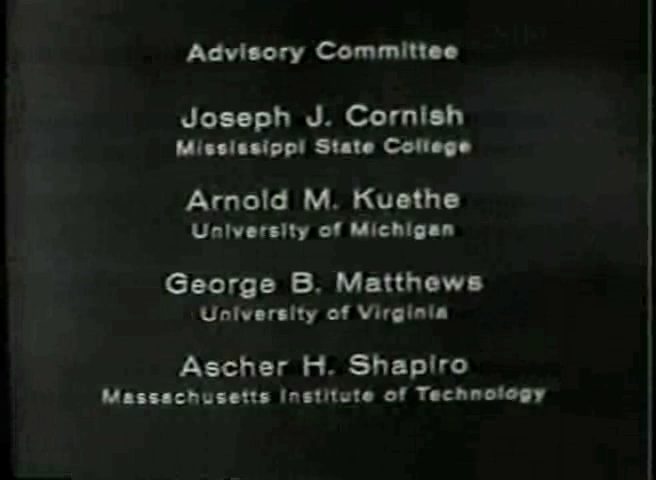 Advisory Committee
Joseph J. Cornish
Mississippi State College
Arnold M. Kuethe
University of Michigan
George B. Matthews
University of Virginia
Ascher H. Shapiro
Massachusetts Institute of Technology